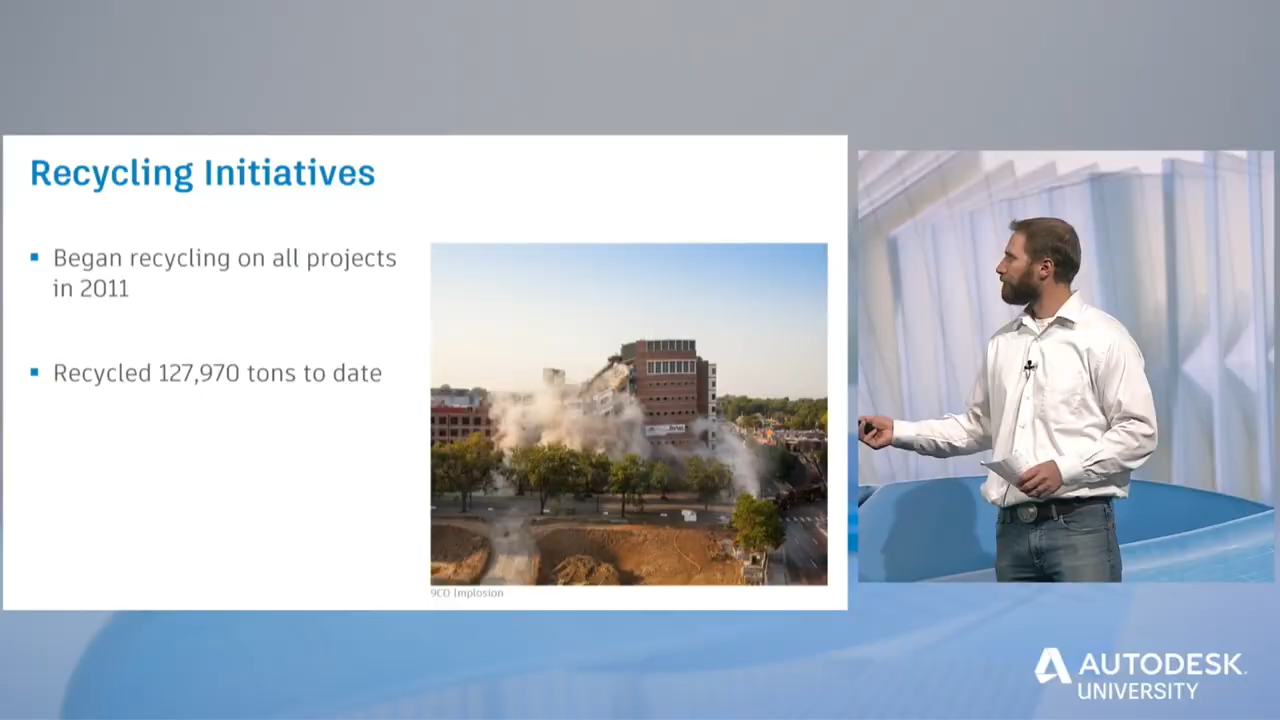 Recycling Initiatives
Began recycling on all projects
in 2011
Recycled 127,970 tons to date
9CO Implosion
AUTODESK
UNIVERSITY